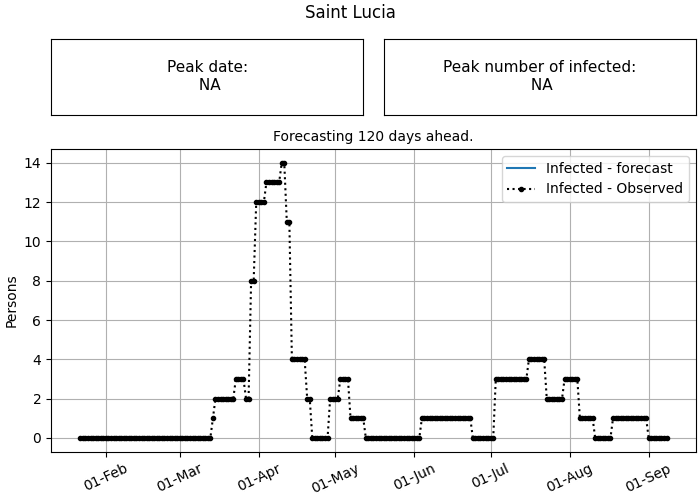 Saint Lucia
Peak date:
NA
Peak number of infected:
NA
Forecasting 120 days ahead.
Infected - forecast
Infected - Observed
Persons
14
12
10
8
6
4
2
0
01-Feb
01-Mar
01-Apr
01-May
01-Jun
01-Jul
01-Aug
01-Sep